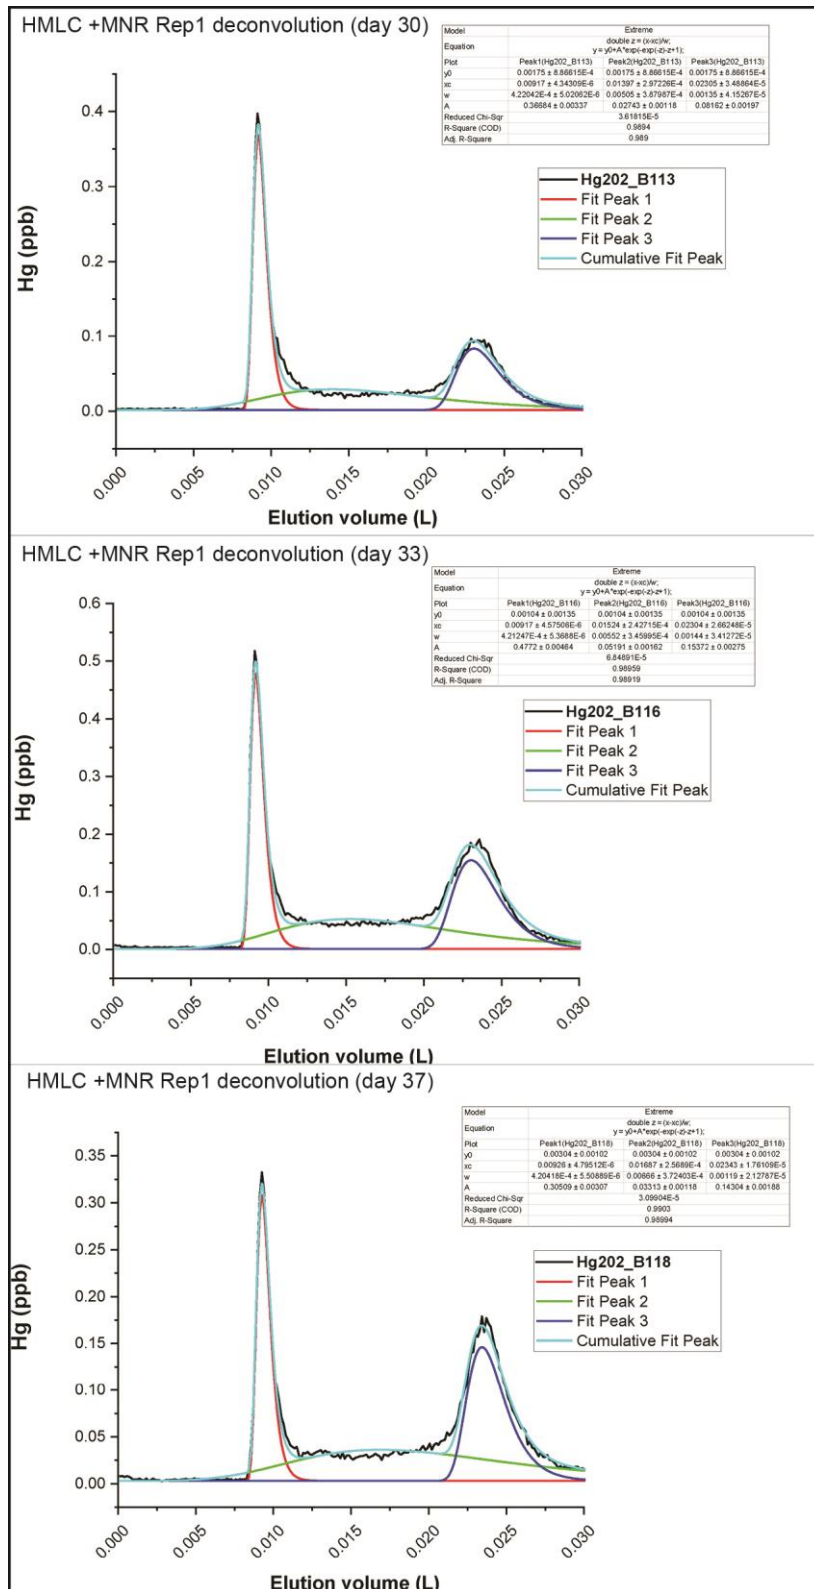 HMLC +MNR Rep1 deconvolution (day 30)
Model Extreme
Equation double z = (x-xc)/w;
y = y0+A*exp(-exp(-z)-z+1);
Plot Peak1(Hg202_B113) Peak2(Hg202_B113) Peak3(Hg202_B113)
y0 0.00175 ± 8.86615E-4 0.00175 ± 8.86615E-4 0.00175 ± 8.86615E-4
xc 0.00917 ± 4.34309E-6 0.01397 ± 2.97226E-4 0.02305 ± 3.48864E-5
w 4.22042E-4 ± 5.02062E-6 0.00505 ± 3.87987E-4 0.00135 ± 4.15267E-5
A 0.36684 ± 0.00337 0.02743 ± 0.00118 0.08162 ± 0.00197
Reduced Chi-Sqr 3.61815E-5
R-Square (COD) 0.9894
Adj. R-Square 0.989
Hg202_B113
Fit Peak 1
Fit Peak 2
Fit Peak 3
Cumulative Fit Peak
Hg (ppb)
0.4
0.3
0.2
0.1
0.0
0.000 0.005 0.010 0.015 0.020 0.025 0.030
Elution volume (L)
HMLC +MNR Rep1 deconvolution (day 33)
Model Extreme
Equation double z = (x-xc)/w;
y = y0+A*exp(-exp(-z)-z+1);
Plot Peak1(Hg202_B116) Peak2(Hg202_B116) Peak3(Hg202_B116)
y0 0.00104 ± 0.00135 0.00104 ± 0.00135 0.00104 ± 0.00135
xc 0.00917 ± 4.57506E-6 0.01524 ± 2.42715E-4 0.02304 ± 2.66248E-5
w 4.21247E-4 ± 5.3688E-6 0.00552 ± 3.45995E-4 0.00144 ± 3.41272E-5
A 0.4772 ± 0.00464 0.05191 ± 0.00162 0.15372 ± 0.00275
Reduced Chi-Sqr 6.84891E-5
R-Square (COD) 0.98959
Adj. R-Square 0.98919
Hg202_B116
Fit Peak 1
Fit Peak 2
Fit Peak 3
Cumulative Fit Peak
Hg (ppb)
0.6
0.5
0.4
0.3
0.2
0.1
0.0
0.000 0.005 0.010 0.015 0.020 0.025 0.030
Elution volume (L)
HMLC +MNR Rep1 deconvolution (day 37)
Model Extreme
Equation double z = (x-xc)/w;
y = y0+A*exp(-exp(-z)-z+1);
Plot Peak1(Hg202_B118) Peak2(Hg202_B118) Peak3(Hg202_B118)
y0 0.00304 ± 0.00102 0.00304 ± 0.00102 0.00304 ± 0.00102
xc 0.00926 ± 4.79512E-6 0.01687 ± 2.5689E-4 0.02343 ± 1.76109E-5
w 4.20418E-4 ± 5.50889E-6 0.00666 ± 3.72403E-4 0.00119 ± 2.12787E-5
A 0.30509 ± 0.00307 0.03313 ± 0.00118 0.14304 ± 0.00188
Reduced Chi-Sqr 3.09904E-5
R-Square (COD) 0.9903
Adj. R-Square 0.98994
Hg202_B118
Fit Peak 1
Fit Peak 2
Fit Peak 3
Cumulative Fit Peak
Hg (ppb)
0.35
0.30
0.25
0.20
0.15
0.10
0.05
0.00
0.000 0.005 0.010 0.015 0.020 0.025 0.030
Elution volume (L)